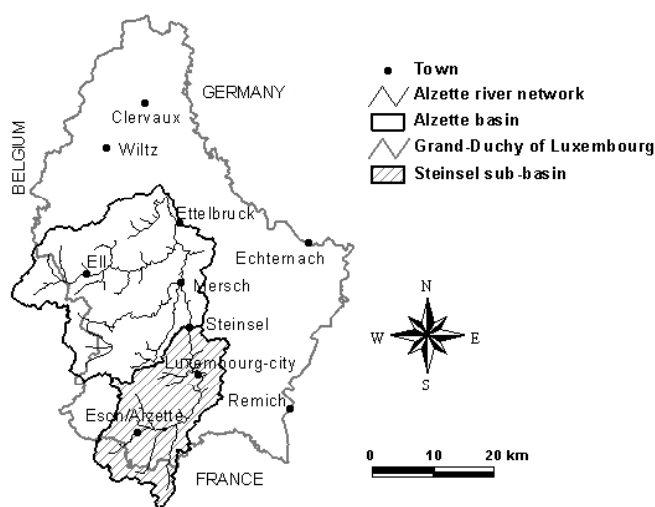 GERMANY
BELGIUM
Clervaux
Wiltz
Ettelbruck
Echternach
Ell
Mersch
Steinsel
Luxembourg-city
Remich
Esch/Alzette
FRANCE
Town
Alzette river network
Alzette basin
Grand-Duchy of Luxembourg
Steinsel sub-basin
N
W E
S
0 10 20 km